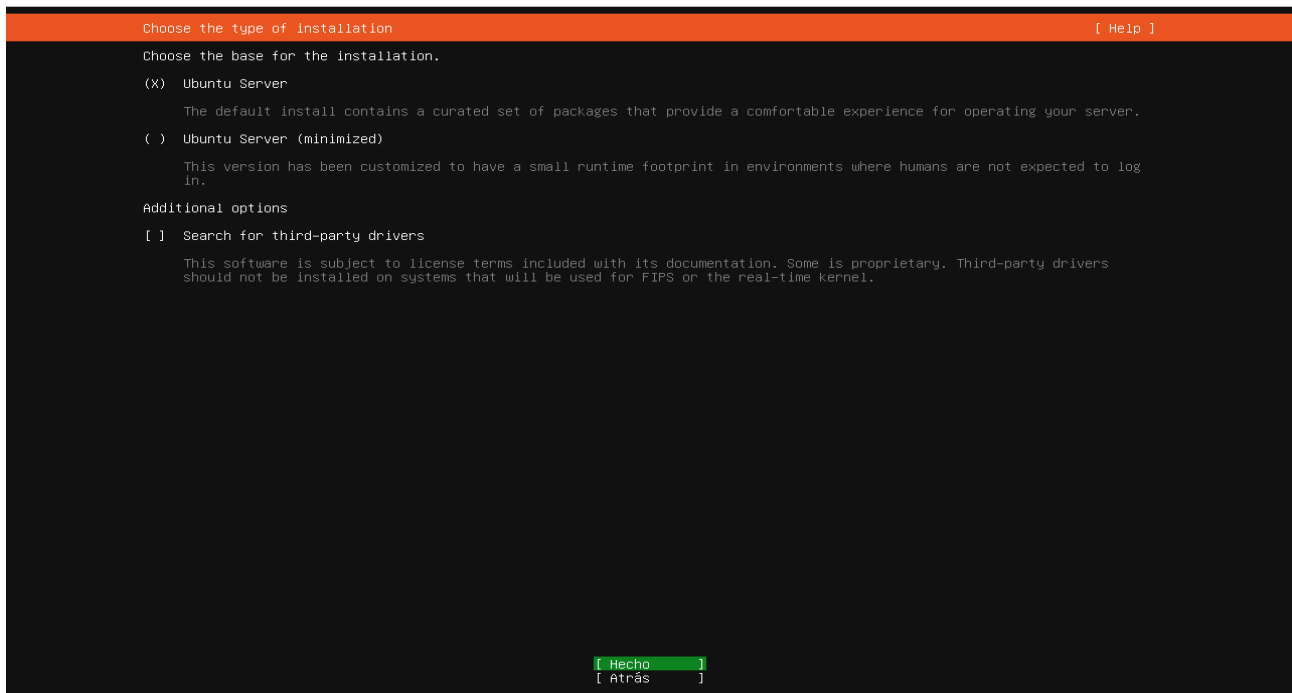 Choose the type of installation [ Help ]
Choose the base for the installation.
(X) Ubuntu Server
The default install contains a curated set of packages that provide a comfortable experience for operating your server.
( ) Ubuntu Server (minimized)
This version has been customized to have a small runtime footprint in environments where humans are not expected to log
in.
Additional options
[ ] Search for third-party drivers
This software is subject to license terms included with its documentation. Some is proprietary. Third-party drivers
should not be installed on systems that will be used for FIPS or the real-time kernel.
[ Hecho ]
[ Atrás ]